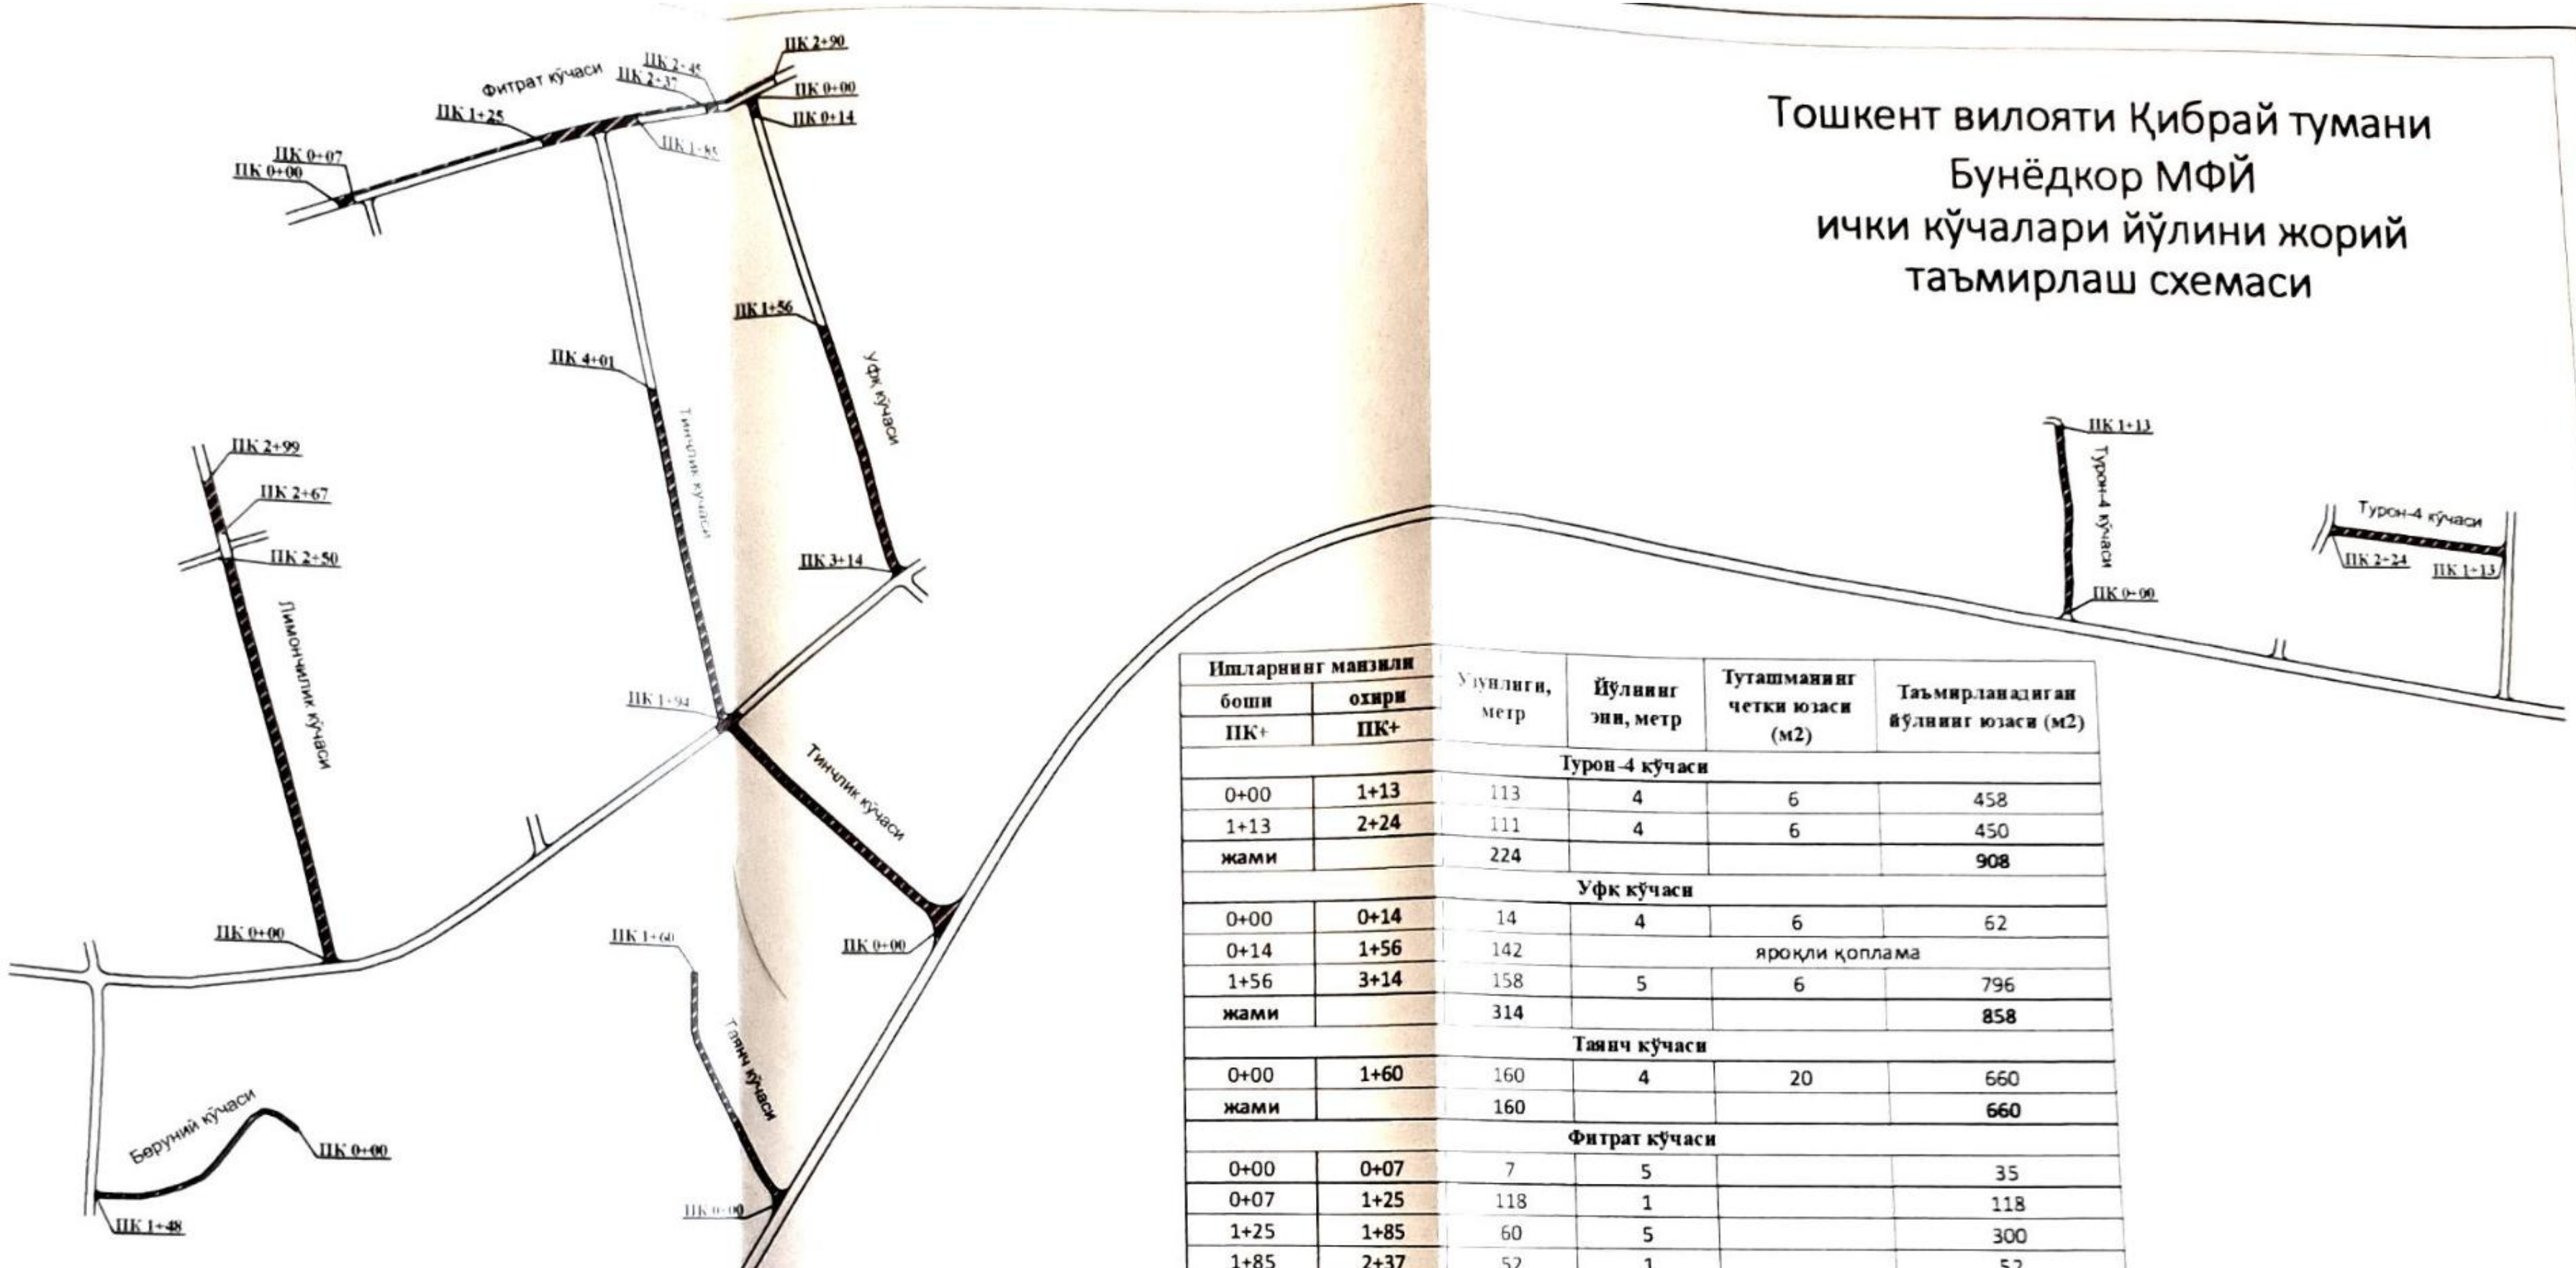 Тошкент вилояти Қибрай тумани
Бунёдкор МФЙ
ички кўчалари йўлини жорий
таъмирлаш схемаси
ПК 2+90
Фитрат кўчаси
ПК 2+45
ПК 2+37
ПК 0+00
ПК 1+25
ПК 0+14
ПК 1+85
ПК 0+07
ПК 0+00
ПК 1+56
ПК 4+01
Уфқ кўчаси
Тинчлик кўчаси
ПК 2+99
ПК 2+67
ПК 2+50
ПК 3+14
Лимончилик кўчаси
ПК 1+94
Тинчлик кўчаси
ПК 0+00
ПК 0+00
ПК 1+60
Таянч кўчаси
ПК 0+00
Беруний кўчаси
ПК 0+00
ПК 1+48
ПК 1+13
Турон-4 кўчаси
ПК 0+00
Турон-4 кўчаси
ПК 2+24
ПК 1+13
Ишларнинг манзили Узунлиги, метр Йўлнинг эни, метр Туташманинг четки юзаси (м2) Таъмирланадиган йўлнинг юзаси (м2)
боши охири
ПК+ ПК+
Турон-4 кўчаси
0+00 1+13 113 4 6 458
1+13 2+24 111 4 6 450
жами 224 908
Уфқ кўчаси
0+00 0+14 14 4 6 62
0+14 1+56 142 яроқли қоплама
1+56 3+14 158 5 6 796
жами 314 858
Таянч кўчаси
0+00 1+60 160 4 20 660
жами 160 660
Фитрат кўчаси
0+00 0+07 7 5 35
0+07 1+25 118 1 118
1+25 1+85 60 5 300
1+85 2+37 52 1 52